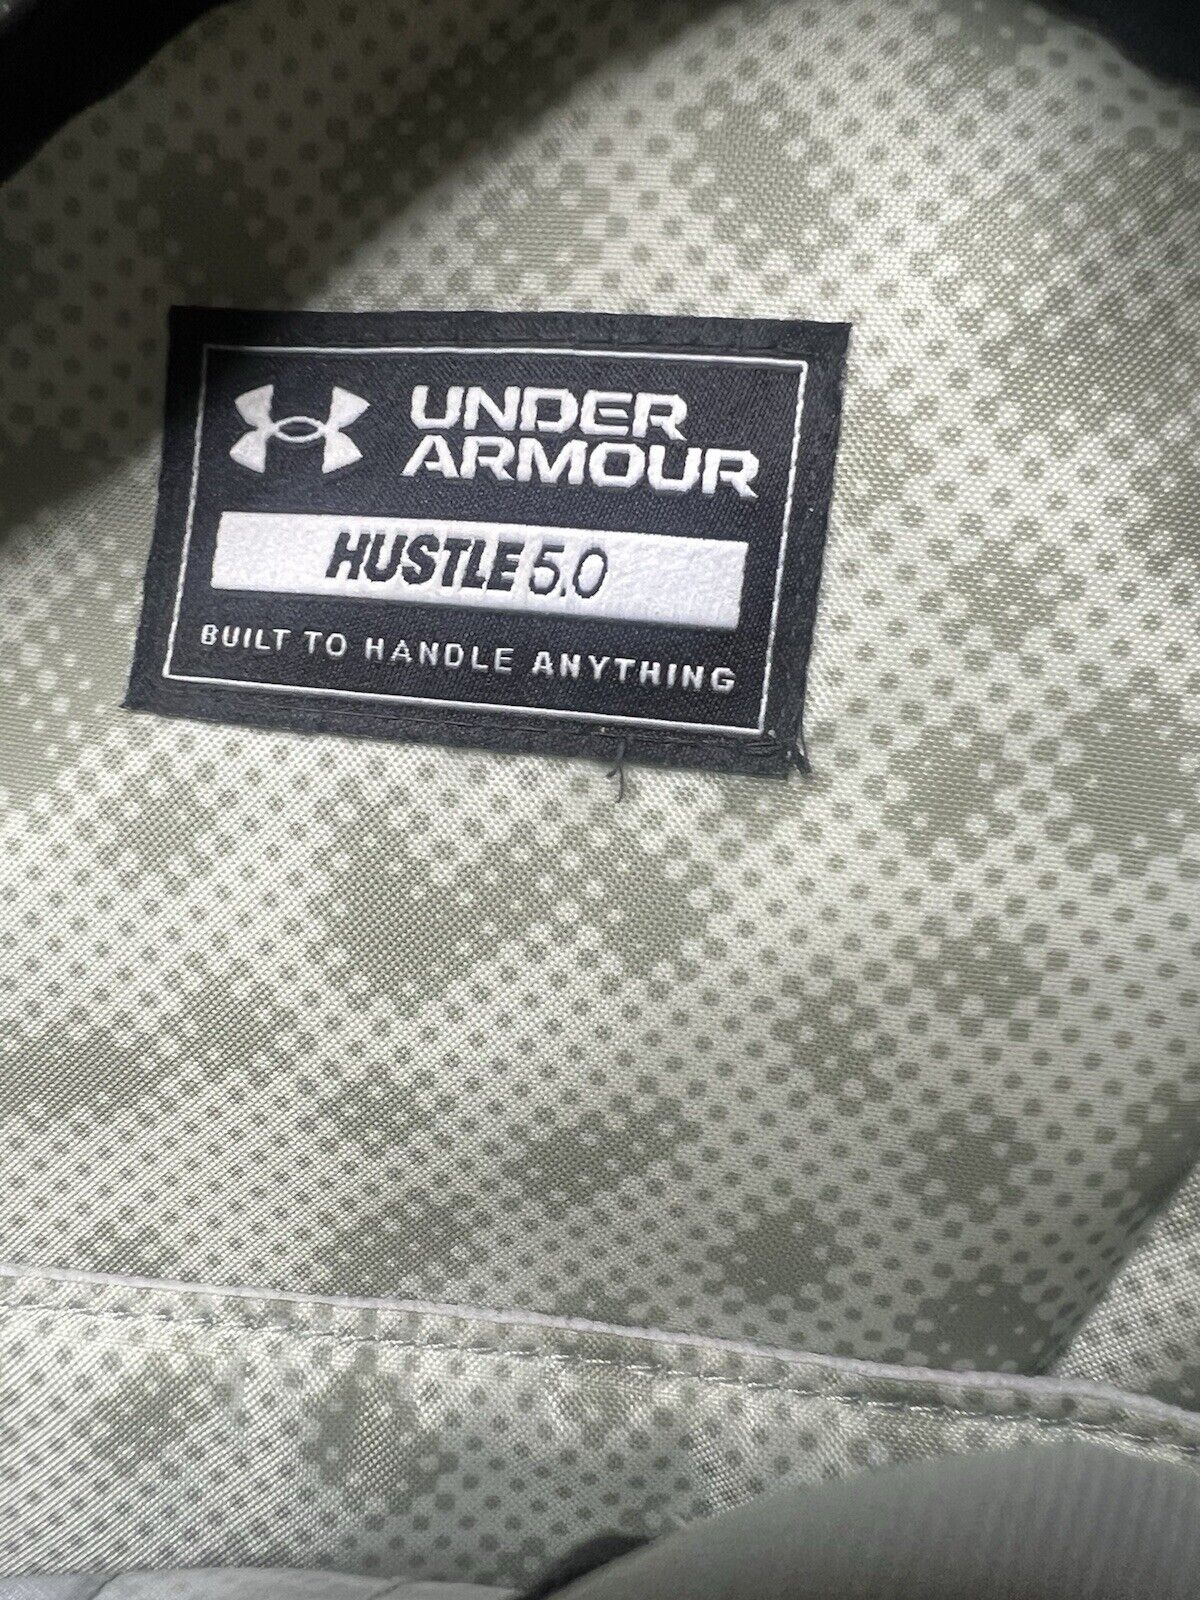 UNDER
ARMOUR
HUSTLE 5.0
BUILT TO HANDLE ANYTHING